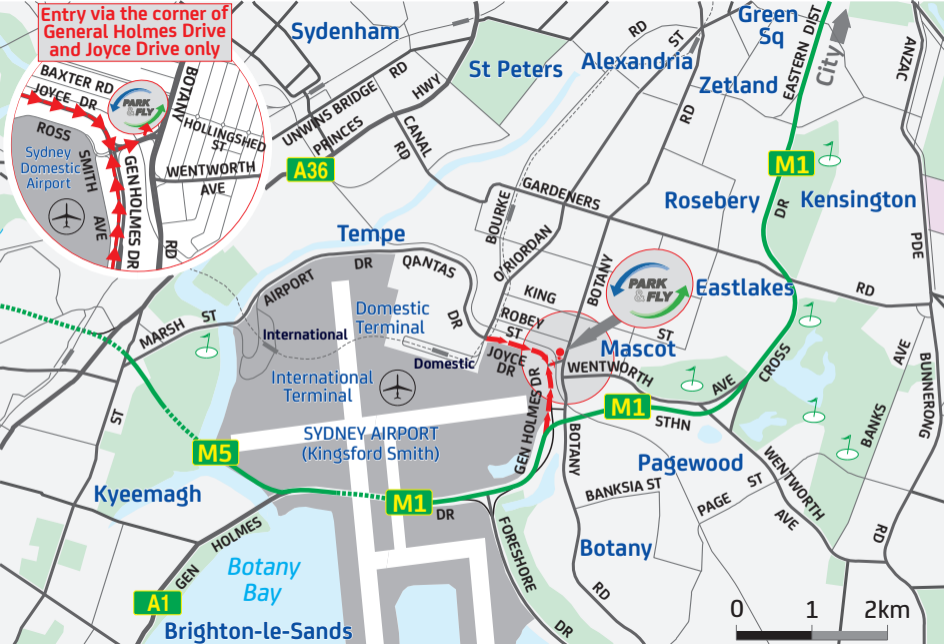 Entry via the corner of
General Holmes Drive
and Joyce Drive only
BAXTER RD
JOYCE DR
PARK
&FLY
BOTANY
HOLLINGSHED
ST
WENTWORTH
AVE
ROSS
SMITH
AVE
Sydney
Domestic
Airport
GEN HOLMES DR
RD
Sydenham
UNWINS BRIDGE RD
PRINCES HWY
CANAL
RD
A36
St Peters
Alexandria
RD
ST
RD
Green
Sq
Zetland
EASTERN DIST
City
ANZAC
M1
DR
Rosebery
Kensington
PDE
GARDENERS
RD
BOURKE
O'RIORDAN
BOTANY
Tempe
AIRPORT DR
QANTAS
DR
MARSH ST
KING
ST
ROBEY
ST
PARK
&FLY
Eastlakes
International
Domestic
Terminal
Domestic
JOYCE
DR
Mascot
WENTWORTH
AVE
CROSS
AVE
BANKS
BUNNERONG
RD
International
Terminal
SYDNEY AIRPORT
(Kingsford Smith)
GEN HOLMES DR
M1
STHN
BOTANY
RD
ST
M5
Kyeemagh
M1
DR
Pagewood
BANKSIA ST
PAGE ST
WENTWORTH
AVE
GEN HOLMES
FORESHORE
DR
Botany
Botany
Bay
A1
Brighton-le-Sands
0 1 2km